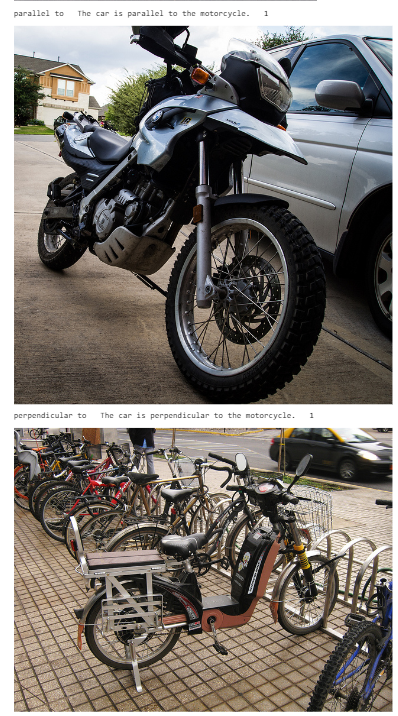 parallel to   The car is parallel to the motorcycle.   1
perpendicular to   The car is perpendicular to the motorcycle.   1